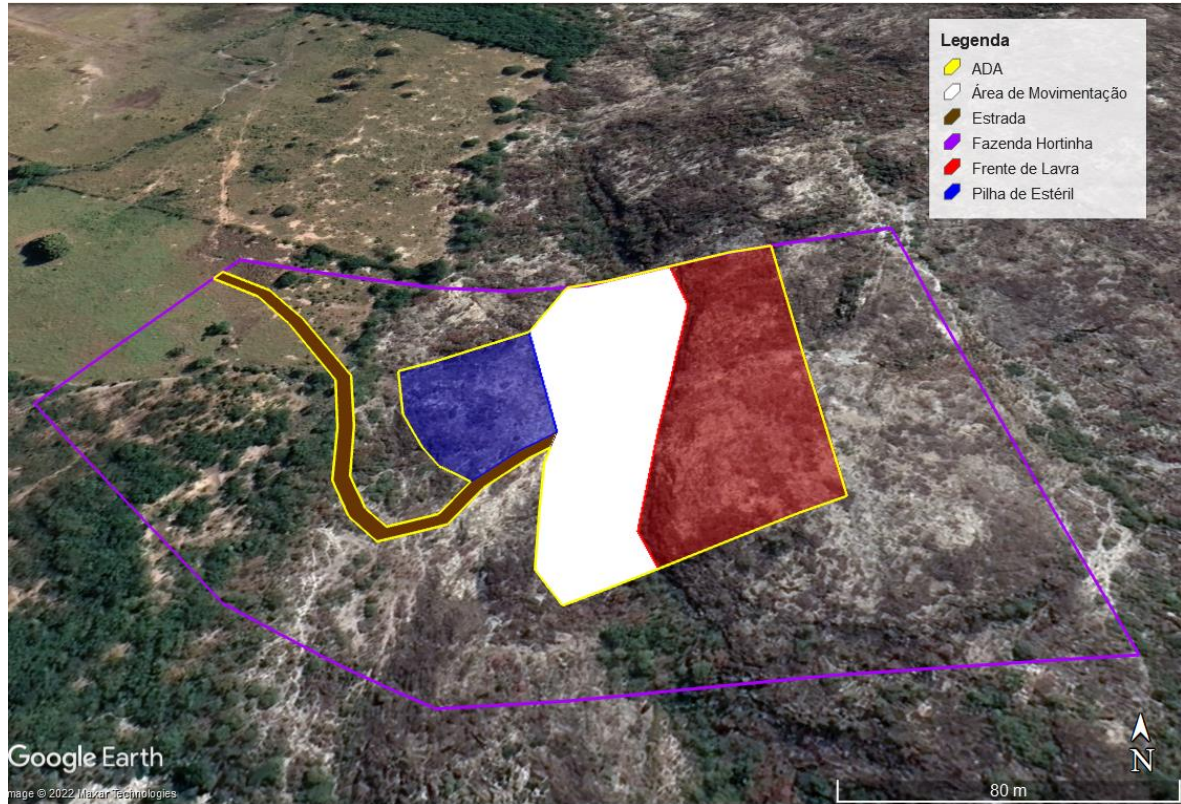 Legenda
ADA
Área de Movimentação
Estrada
Fazenda Hortinha
Frente de Lavra
Pilha de Estéril
Google Earth
mage © 2022 Maxar Technologies
N
80 m